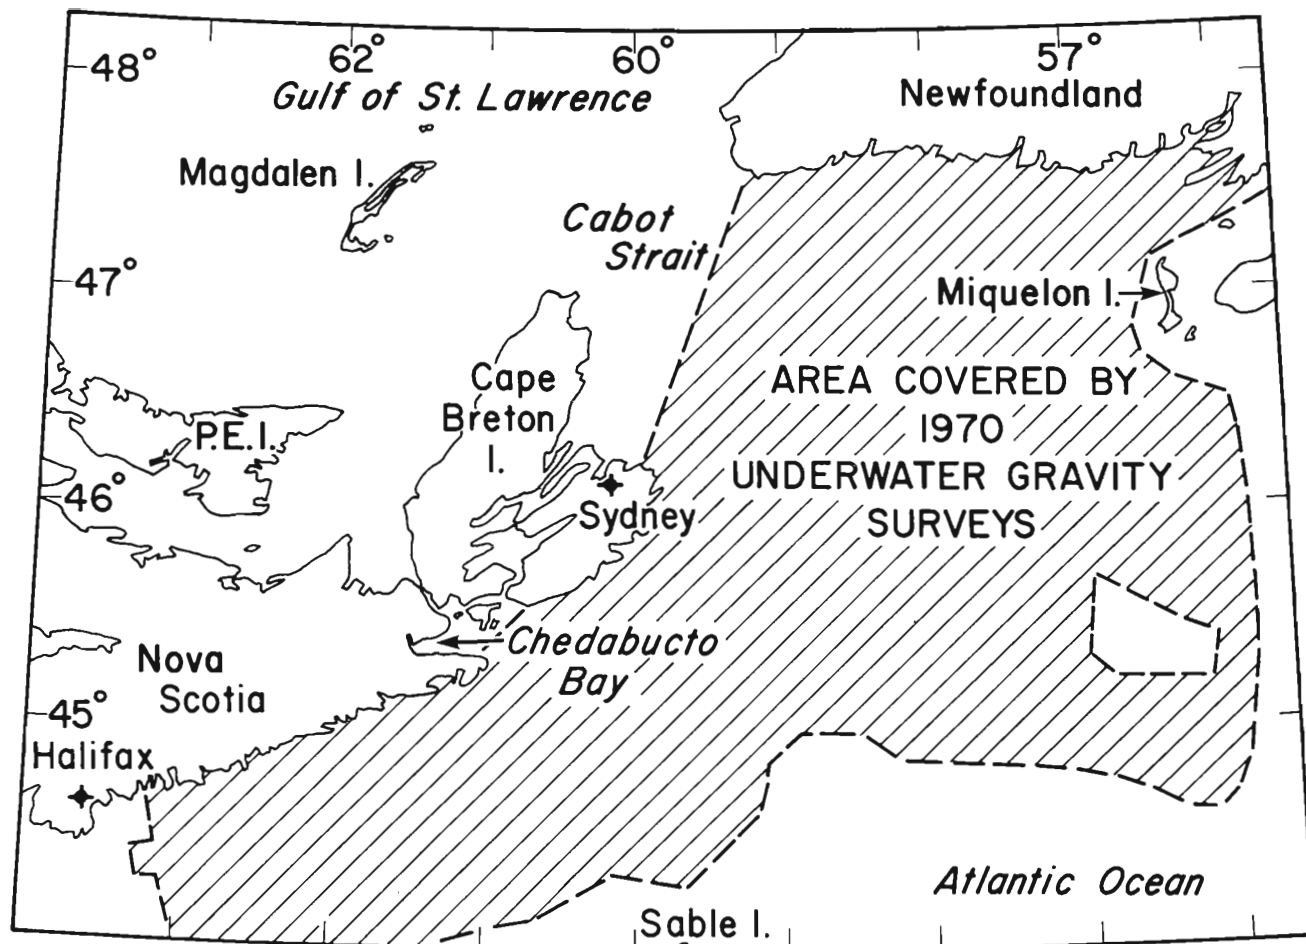 62°
60°
57°
48°
Gulf of St. Lawrence
Newfoundland
Magdalen I.
Cabot
Strait
47°
Miquelon I.
Cape
Breton
I.
AREA COVERED BY
1970
UNDERWATER GRAVITY
SURVEYS
P.E.I.
46°
Sydney
Chedabucto
Bay
Nova
Scotia
45°
Halifax
Atlantic Ocean
Sable I.